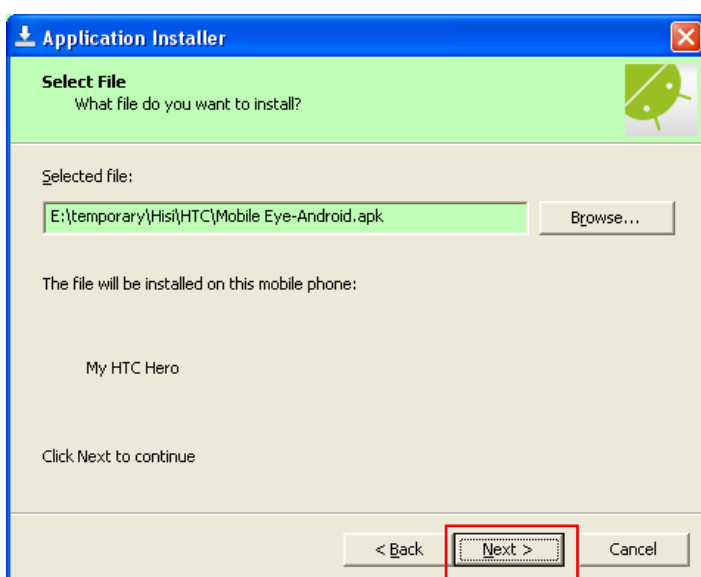 Application Installer
Select File
What file do you want to install?
Selected file:
E:\temporary\Hisi\HTC\Mobile Eye-Android.apk
Browse...
The file will be installed on this mobile phone:
My HTC Hero
Click Next to continue
< Back
Next >
Cancel